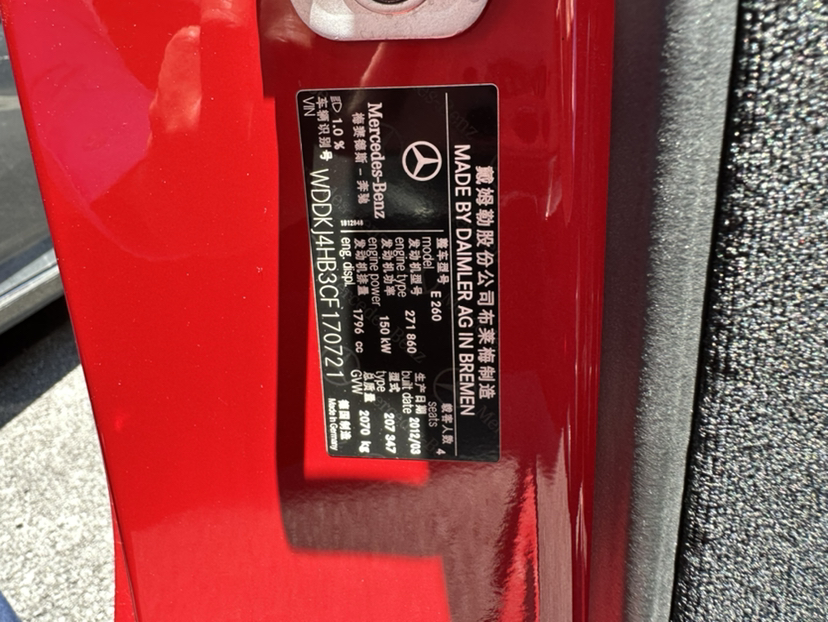 戴姆勒股份公司布莱梅制造
MADE BY DAIMLER AG IN BREMEN
Mercedes-Benz
梅赛德斯－奔驰
1.0 %
整车型号
model E 260
载客人数
seats 4
发动机型号
engine type 271 860
生产日期
built date 2012/03
发动机功率
engine power 150 kW
型式
type 207 347
发动机排量
eng. displ. 1796 cc
总质量
GVW 2070 kg
车辆识别号
VIN WDDKJ4HB3CF170721
德国制造
Made in Germany